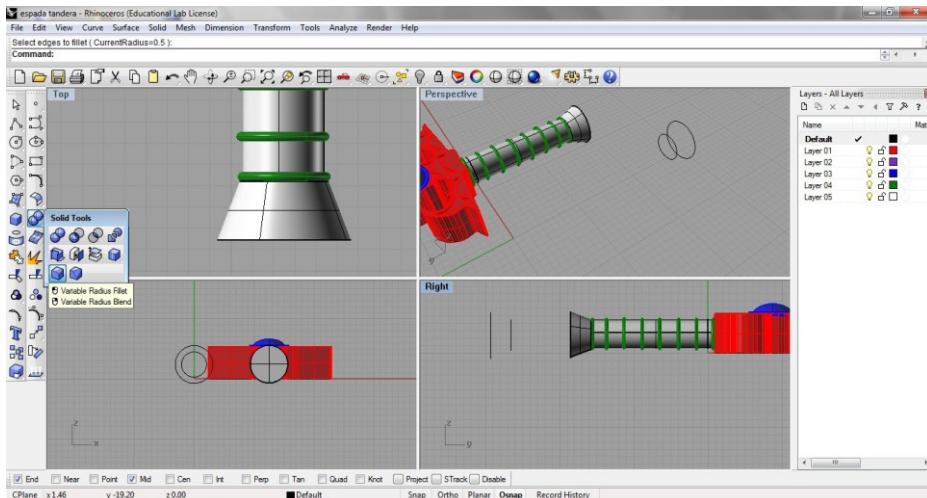 espada tandera - Rhinoceros (Educational Lab License)
File Edit View Curve Surface Solid Mesh Dimension Transform Tools Analyze Render Help
Select edges to fillet ( CurrentRadius=0.5 ):
Command:
Top
Perspective
Layers - All Layers
Name Mat
Default
Layer 01
Layer 02
Layer 03
Layer 04
Layer 05
Solid Tools
Variable Radius Fillet
Variable Radius Blend
Right
z
x
z
y
y
End Near Point Mid Cen Int Perp Tan Quad Knot Project STrack Disable
CPlane x 1.46 y -19.20 z 0.00 Default Snap Ortho Planar Osnap Record History